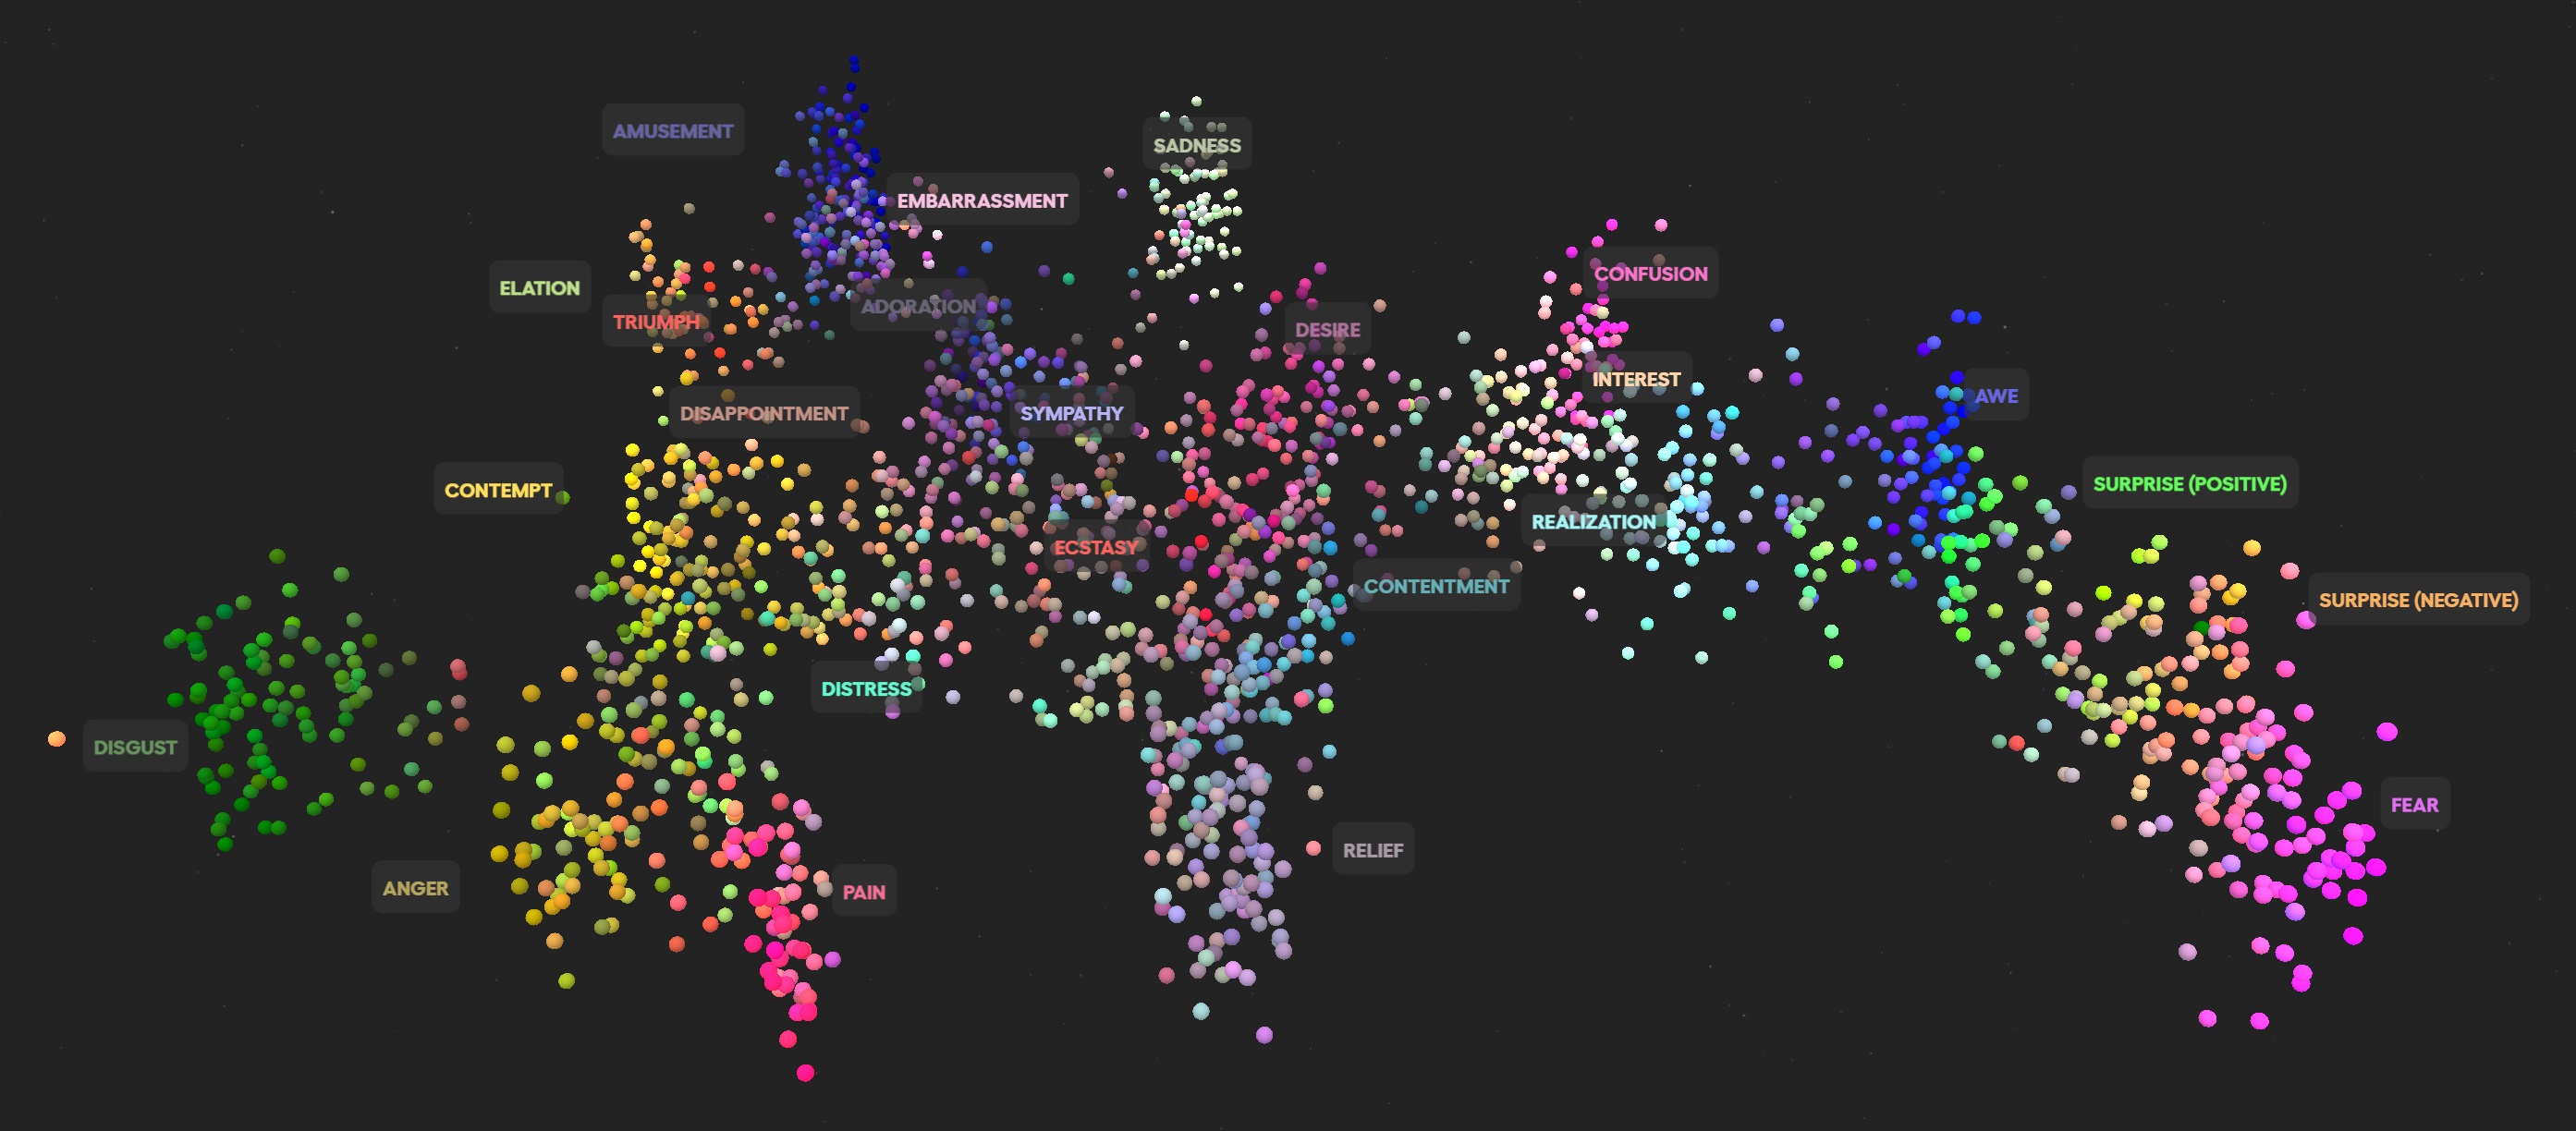 AMUSEMENT
SADNESS
EMBARRASSMENT
CONFUSION
ELATION
ADORATION
TRIUMPH
DESIRE
INTEREST
AWE
DISAPPOINTMENT
SYMPATHY
SURPRISE (POSITIVE)
CONTEMPT
REALIZATION
ECSTASY
CONTENTMENT
SURPRISE (NEGATIVE)
DISTRESS
DISGUST
FEAR
RELIEF
ANGER
PAIN